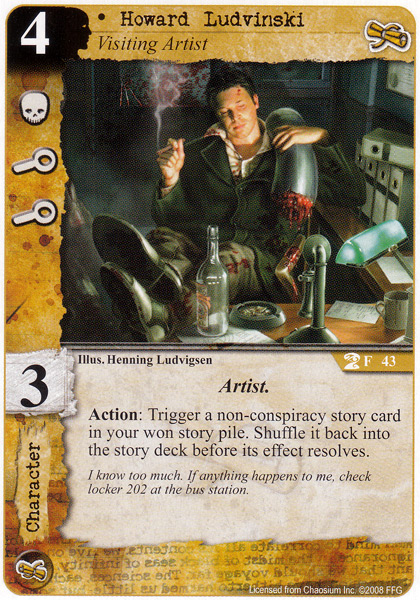 4
• Howard Ludvinski
Visiting Artist
Illus. Henning Ludvigsen
F 43
3
Artist.
Action: Trigger a non-conspiracy story card
in your won story pile. Shuffle it back into
the story deck before its effect resolves.
I know too much. If anything happens to me, check
locker 202 at the bus station.
Character
Licensed from Chaosium Inc. ©2008 FFG